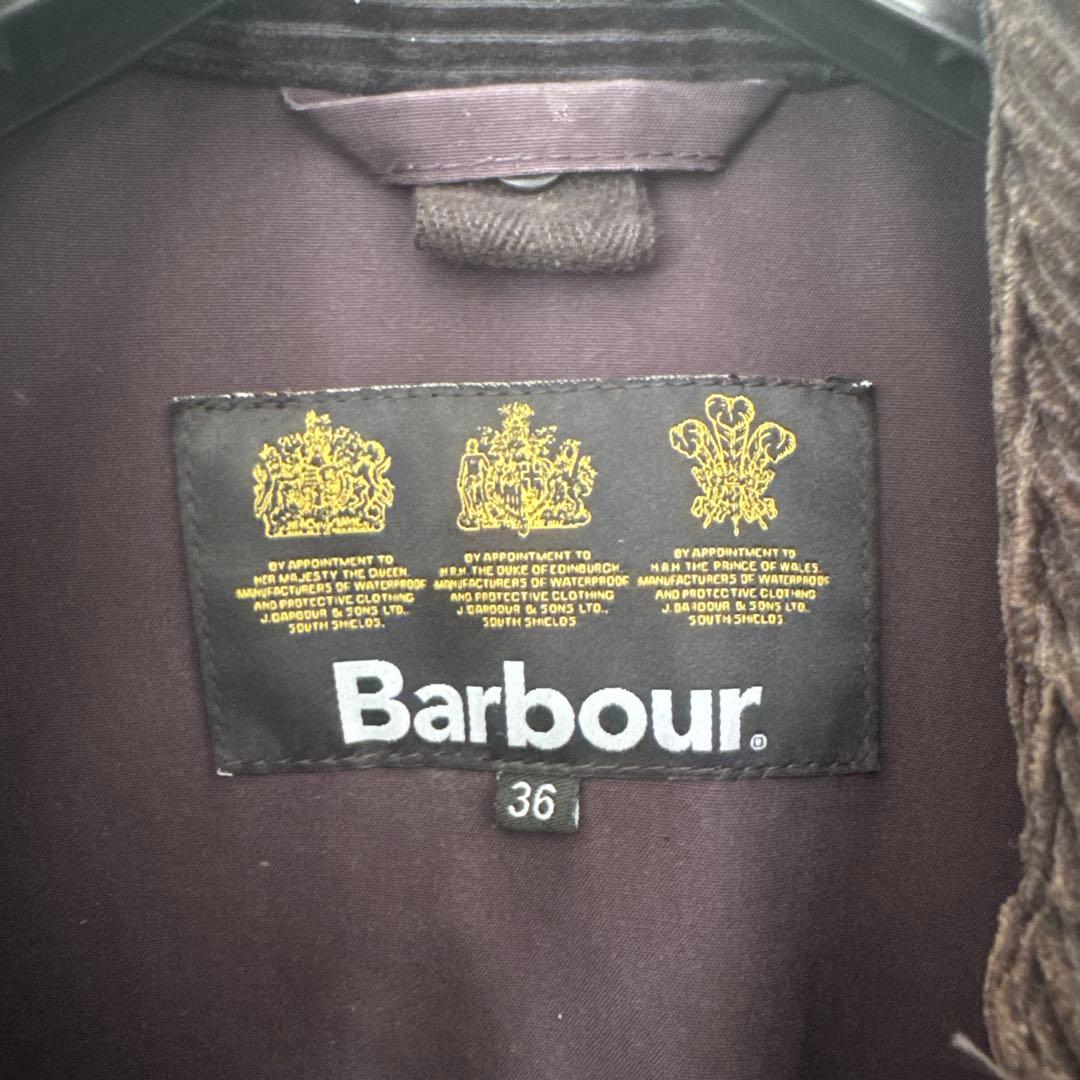 BY APPOINTMENT TO
HER MAJESTY THE QUEEN
MANUFACTURERS OF WATERPROOF
AND PROTECTIVE CLOTHING
J. BARBOUR & SONS LTD.,
SOUTH SHIELDS.
BY APPOINTMENT TO
H.R.H. THE DUKE OF EDINBURGH
MANUFACTURERS OF WATERPROOF
AND PROTECTIVE CLOTHING
J. BARBOUR & SONS LTD.,
SOUTH SHIELDS
BY APPOINTMENT TO
H.R.H THE PRINCE OF WALES
MANUFACTURERS OF WATERPROOF
AND PROTECTIVE CLOTHING
J. BARBOUR & SONS LTD.
SOUTH SHIELDS.
Barbour®
36